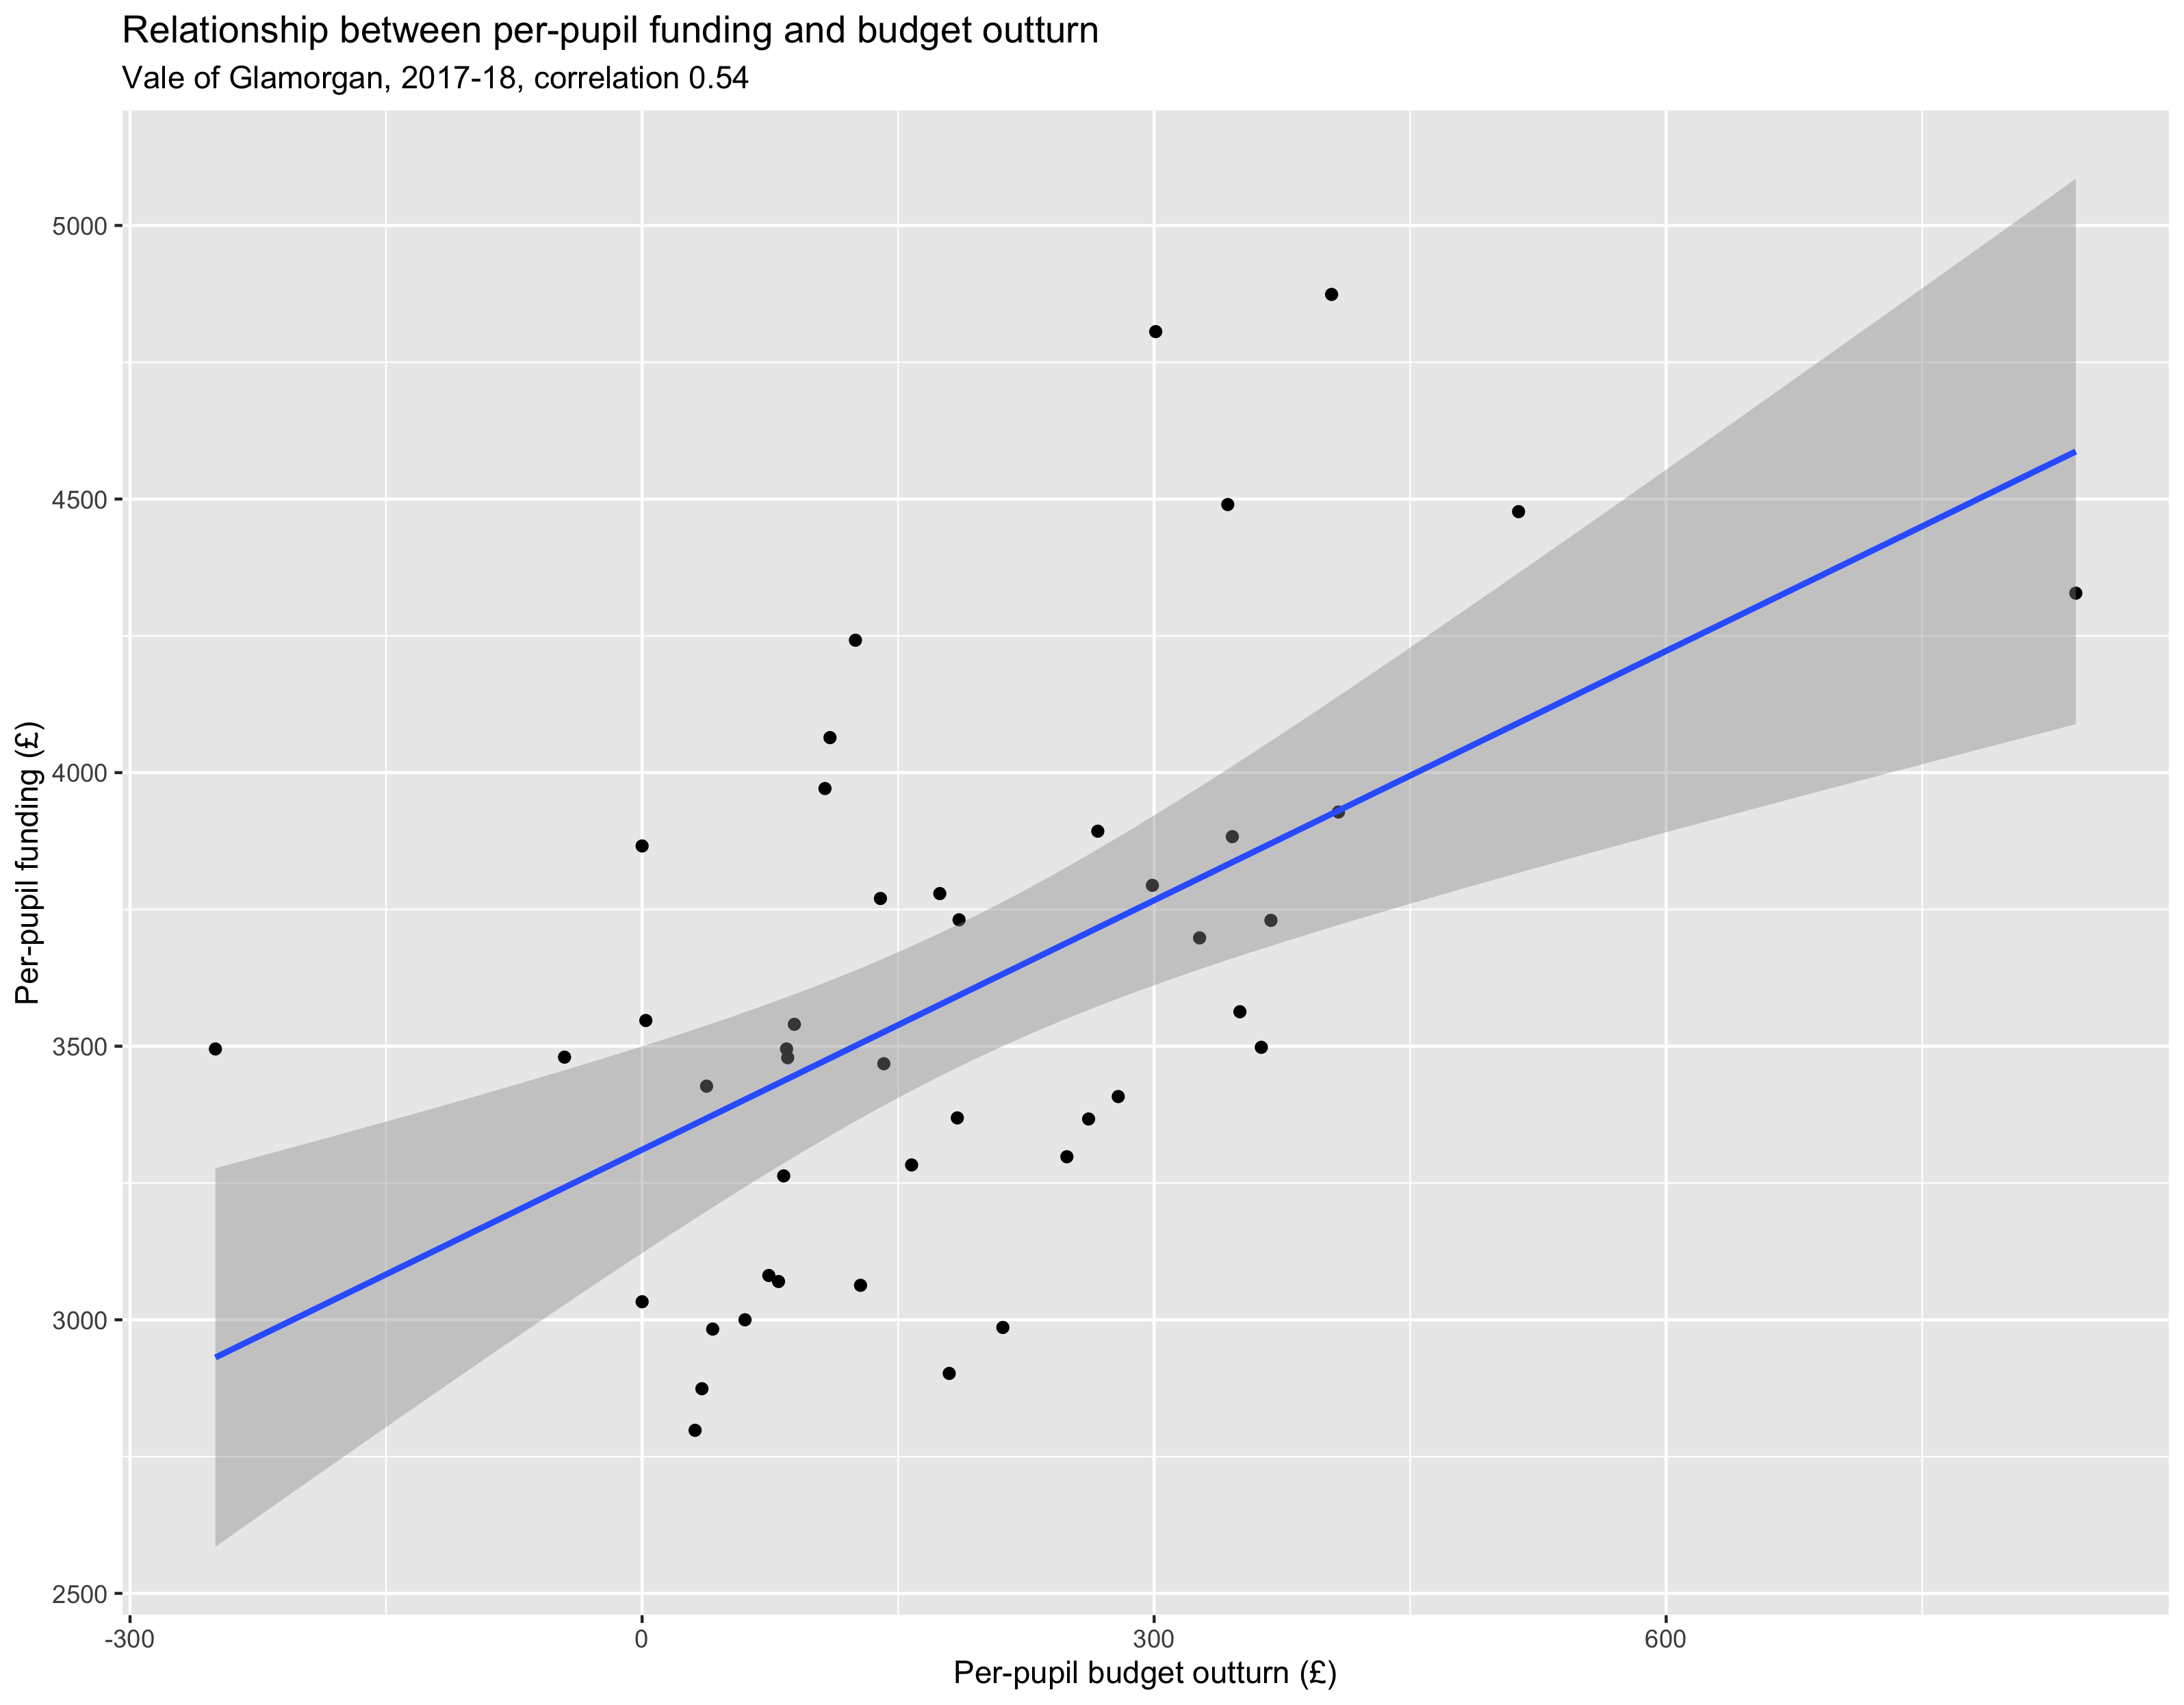 Relationship between per-pupil funding and budget outturn
Vale of Glamorgan, 2017-18, correlation 0.54
Per-pupil funding (£)
5000
4500
4000
3500
3000
2500
-300
0
300
600
Per-pupil budget outturn (£)